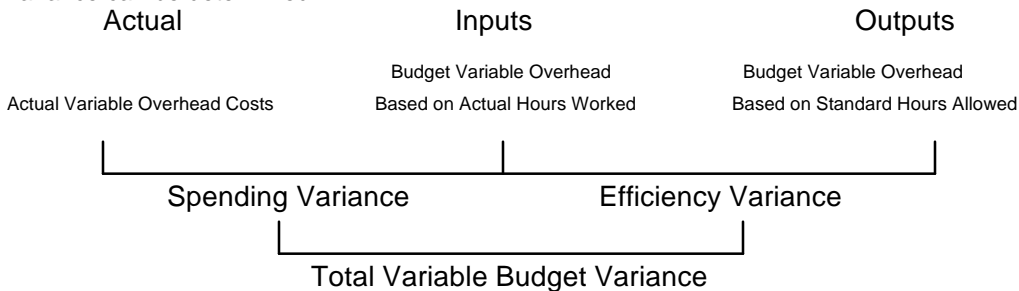 Actual Inputs Outputs
Budget Variable Overhead Budget Variable Overhead
Actual Variable Overhead Costs Based on Actual Hours Worked Based on Standard Hours Allowed
Spending Variance Efficiency Variance
Total Variable Budget Variance